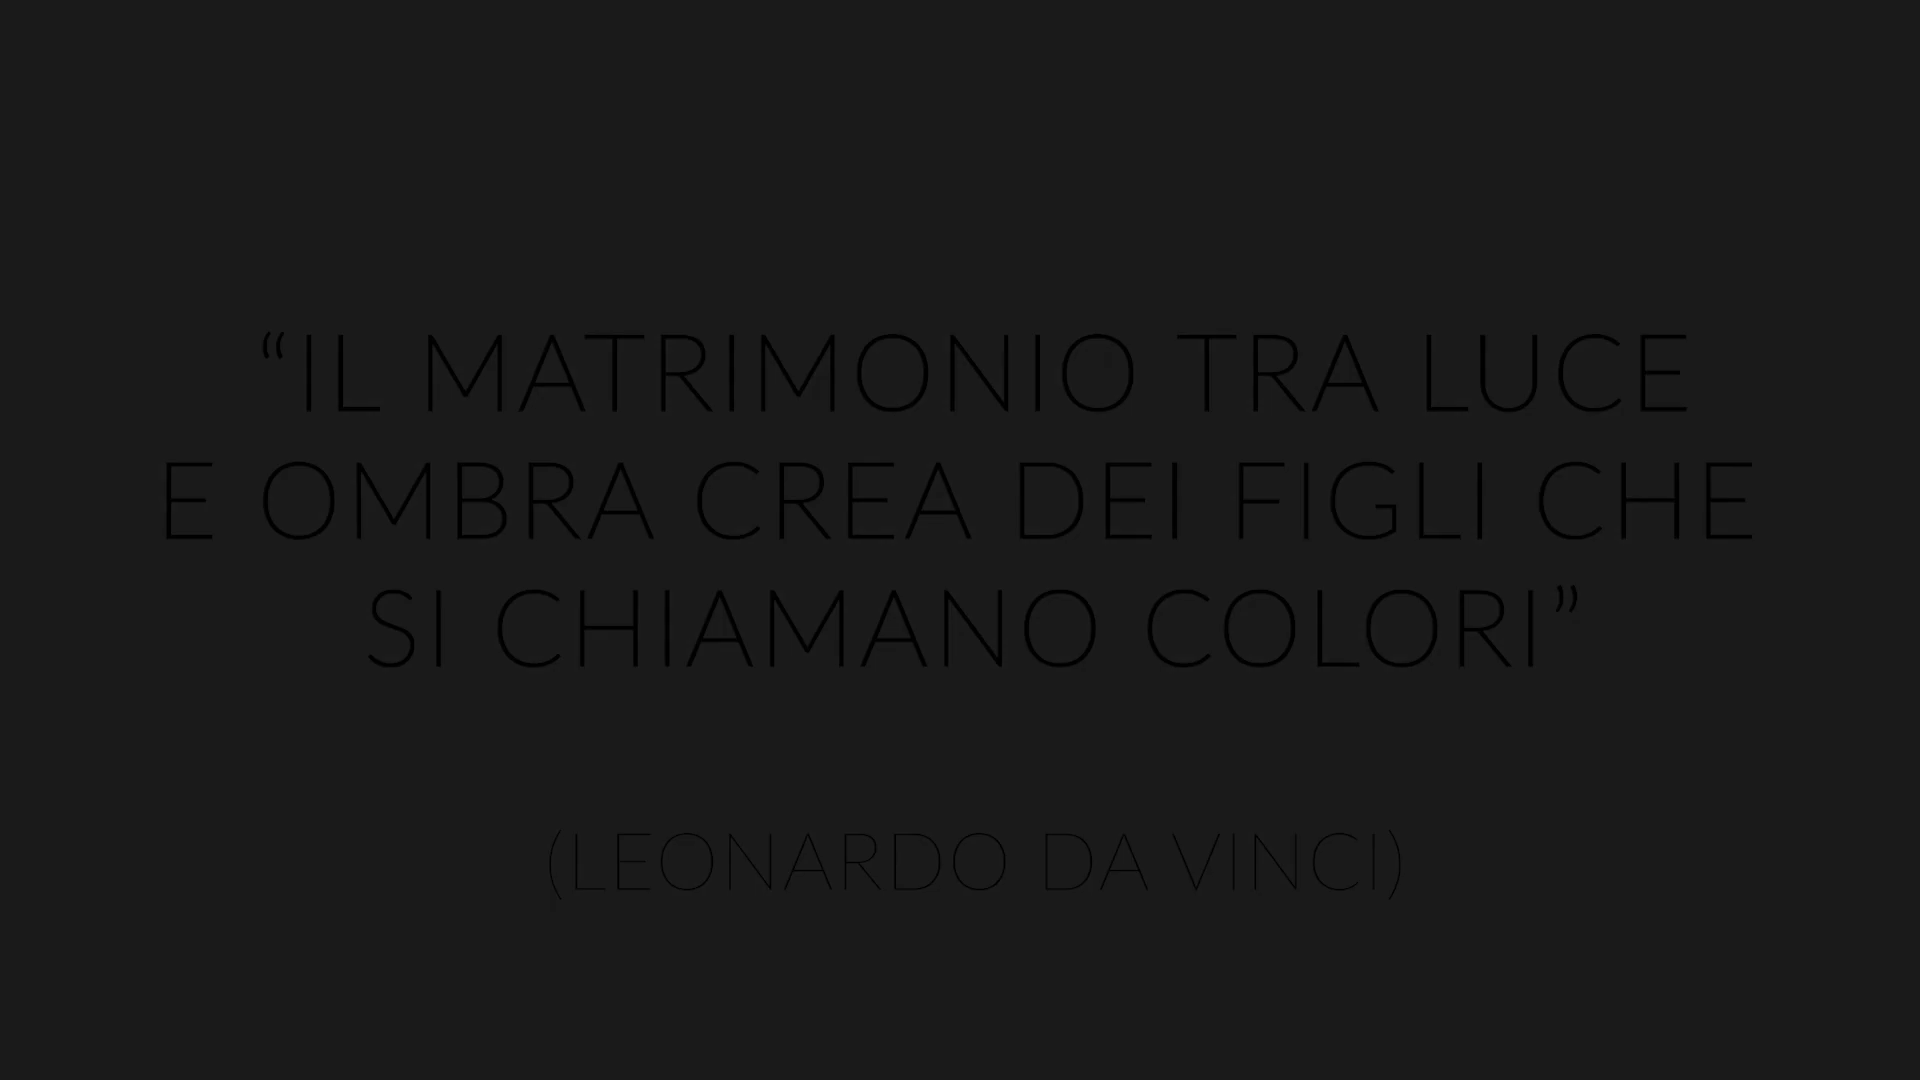 “IL MATRIMONIO TRA LUCE
E OMBRA CREA DEI FIGLI CHE
SI CHIAMANO COLORI”
(LEONARDO DA VINCI)